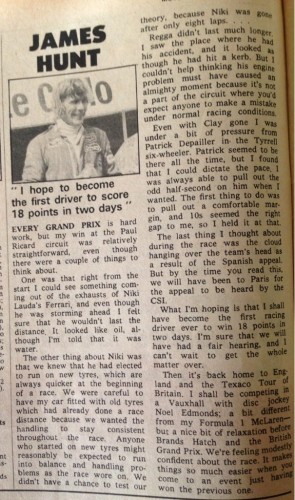 JAMES
HUNT
e C lo
"I hope to become
the first driver to score
18 points in two days"
EVERY GRAND PRIX is hard
work, but my win at the Paul
Ricard circuit was relatively
straightforward, even though
there were a couple of things to
think about.
One was that right from the
start I could see something com-
ing out of the exhausts of Niki
Lauda's Ferrari, and even though
he was storming ahead I felt
sure that he wouldn't last the
distance. It looked like oil, al-
though I'm told that it was
water.
The other thing about Niki was
that we knew that he had elected
to run on new tyres, which are
always quicker at the beginning
of a race. We were careful to
have my car fitted with old tyres
which had already done a race
distance because we wanted the
handling to stay consistent
throughout the race. Anyone
who started on new tyres might
reasonably be expected to run
into balance and handling prob-
lems as the race wore on. We
didn't have a chance to test our
theory, because Niki was gone
after only eight laps. . . .
Regga didn't last much longer.
I saw the place where he had
his accident, and it looked as
though he had hit a kerb. But I
couldn't help thinking his engine
problem must have caused an
almighty moment because it's not
a part of the circuit where you'd
expect anyone to make a mistake
under normal racing conditions.
Even with Clay gone I was
under a bit of pressure from
Patrick Depailler in the Tyrrell
six-wheeler. Patrick seemed to be
there all the time, but I found
that I could dictate the pace. I
was always able to pull out the
odd half-second on him when I
wanted. The first thing to do was
to pull out a comfortable mar-
gin, and 10s seemed the right
gap to me, so I held it at that.
The last thing I thought about
during the race was the cloud
hanging over the team's head as
a result of the Spanish appeal.
But by the time you read this,
we will have been to Paris for
the appeal to be heard by the
CSI.
What I'm hoping is that I shall
have become the first racing
driver ever to win 18 points in
two days. I'm sure that we will
have had a fair hearing, and I
can't wait to get the whole
matter over.
Then it's back home to Eng-
land and the Texaco Tour of
Britain. I shall be competing in
a Vauxhall with disc jockey
Noel Edmonds; a bit different
from my Formula 1 McLaren—
but a nice bit of relaxation before
Brands Hatch and the British
Grand Prix. We're feeling modestly
confident about the race. It makes
things so much easier when you
come to an event just having
won the previous one.